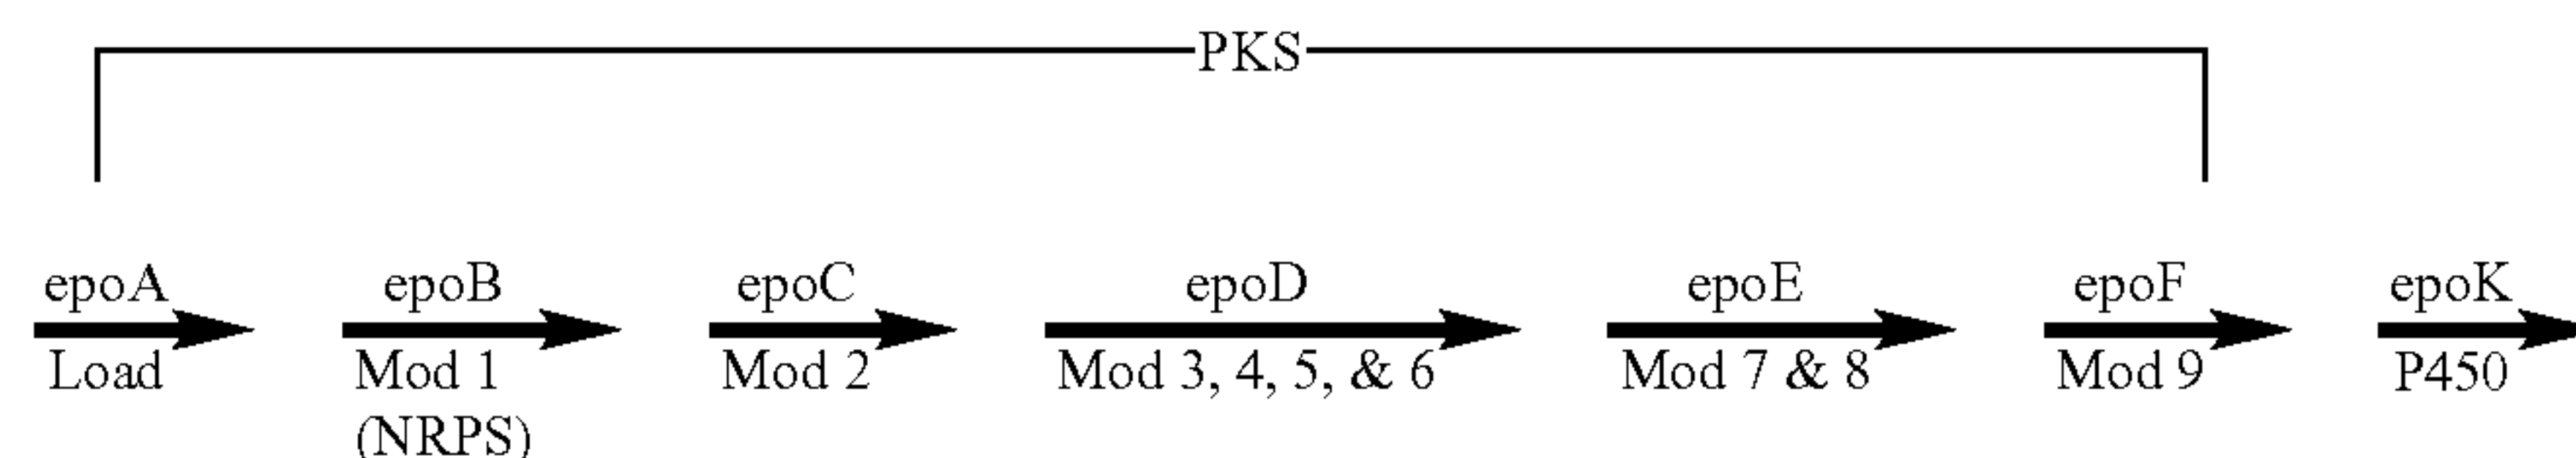 PKS
epoA epoB epoC epoD epoE epoF epoK
Load Mod 1 Mod 2 Mod 3, 4, 5, & 6 Mod 7 & 8 Mod 9 P450
(NRPS)